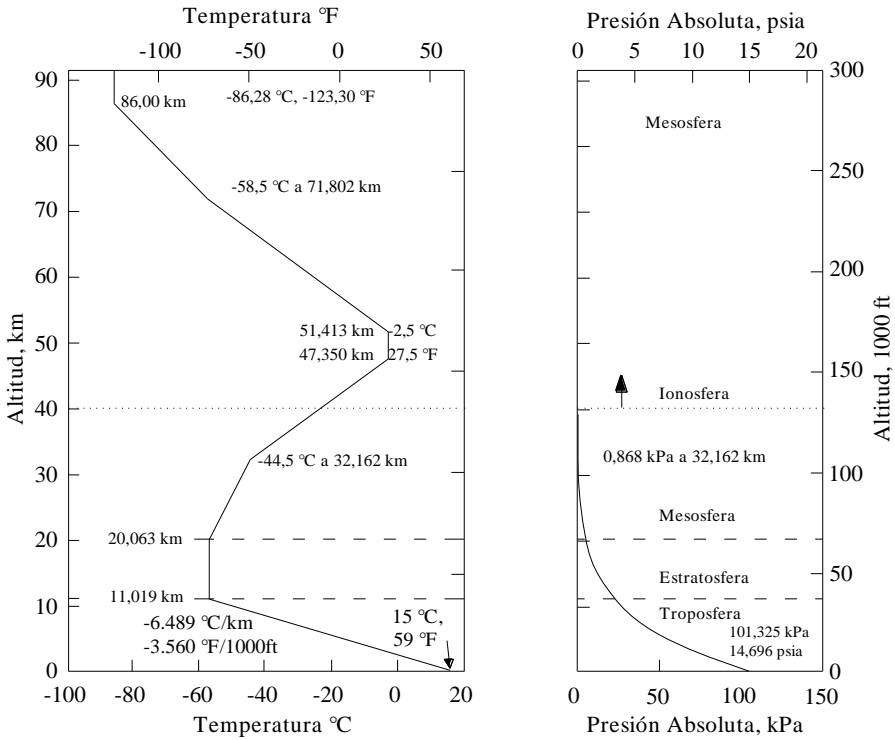 Temperatura °F
-100 -50 0 50
90
80
70
60
50
40
30
20
10
0
Altitud, km
86,00 km
-86,28 °C, -123,30 °F
-58,5 °C a 71,802 km
51,413 km -2,5 °C
47,350 km 27,5 °F
-44,5 °C a 32,162 km
20,063 km
11,019 km
-6.489 °C/km
-3.560 °F/1000ft
15 °C,
59 °F
-100 -80 -60 -40 -20 0 20
Temperatura °C
Presión Absoluta, psia
0 5 10 15 20
Mesosfera
Ionosfera
0,868 kPa a 32,162 km
Mesosfera
Estratosfera
Troposfera
101,325 kPa
14,696 psia
300
250
200
150
100
50
0
Altitud, 1000 ft
0 50 100 150
Presión Absoluta, kPa